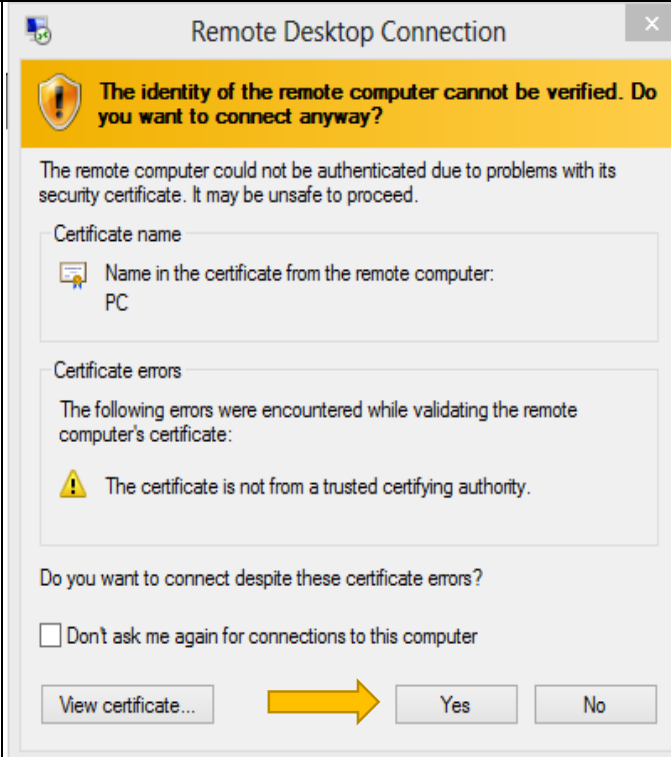 Remote Desktop Connection
The identity of the remote computer cannot be verified. Do
you want to connect anyway?
The remote computer could not be authenticated due to problems with its
security certificate. It may be unsafe to proceed.
Certificate name
Name in the certificate from the remote computer:
PC
Certificate errors
The following errors were encountered while validating the remote
computer's certificate:
The certificate is not from a trusted certifying authority.
Do you want to connect despite these certificate errors?
Don't ask me again for connections to this computer
View certificate... Yes No